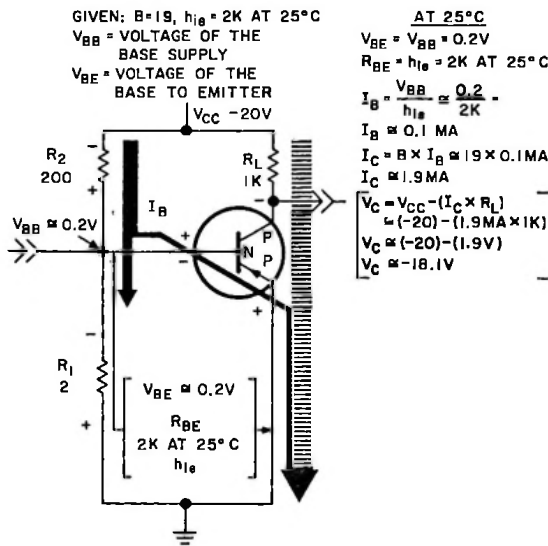 GIVEN: B=19, hie = 2K AT 25°C
VBB = VOLTAGE OF THE
BASE SUPPLY
VBE = VOLTAGE OF THE
BASE TO EMITTER
VCC -20V
R2
200
RL
1K
IB
VBB ≅ 0.2V
P
N P
R1
2
VBE ≅ 0.2V
RBE
2K AT 25°C
hie
AT 25°C
VBE = VBB = 0.2V
RBE = hie = 2K AT 25°C
IB = VBB/hie ≅ 0.2/2K =
IB ≅ 0.1 MA
IC = B × IB ≅ 19 × 0.1MA
IC ≅ 1.9MA
VC = VCC-(IC × RL)
≅ (-20) -(1.9MA × 1K)
VC ≅ (-20) -(1.9V)
VC ≅ -18.1V